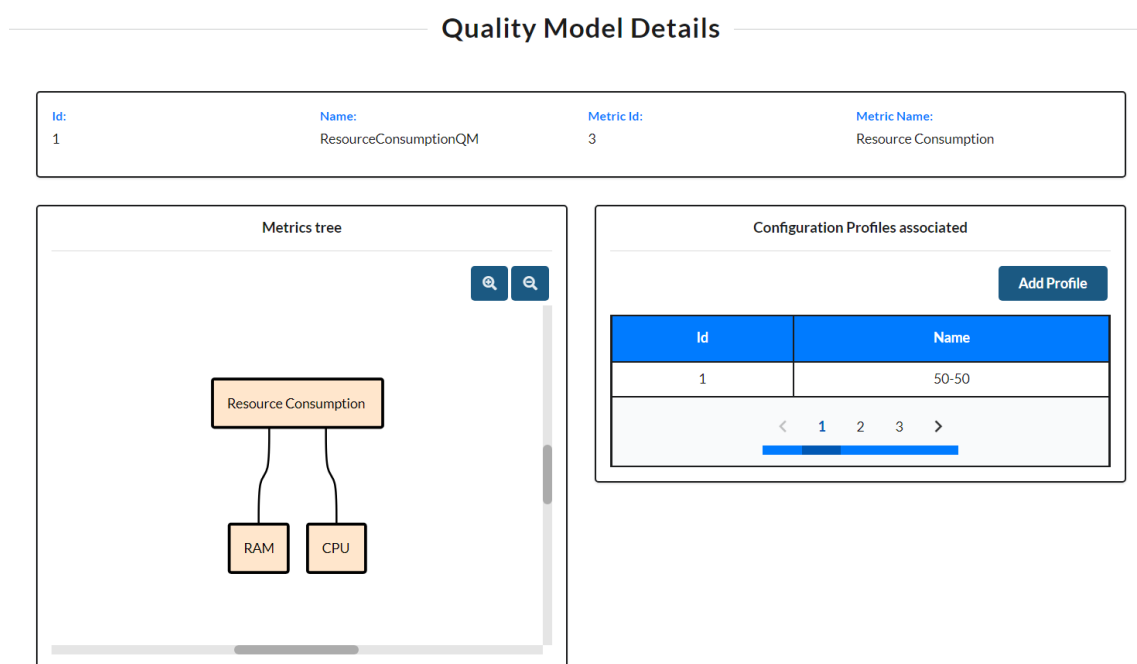 Quality Model Details
Id:
1
Name:
ResourceConsumptionQM
Metric Id:
3
Metric Name:
Resource Consumption
Metrics tree
Resource Consumption
RAM
CPU
Configuration Profiles associated
Add Profile
Id Name
1 50-50
1 2 3